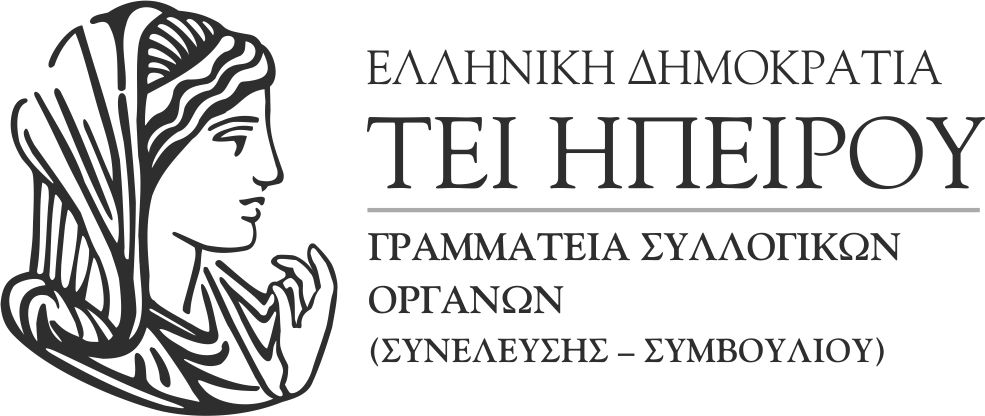 ΕΛΛΗΝΙΚΗ ΔΗΜΟΚΡΑΤΙΑ
ΤΕΙ ΗΠΕΙΡΟΥ
ΓΡΑΜΜΑΤΕΙΑ ΣΥΛΛΟΓΙΚΩΝ
ΟΡΓΑΝΩΝ
(ΣΥΝΕΛΕΥΣΗΣ – ΣΥΜΒΟΥΛΙΟΥ)